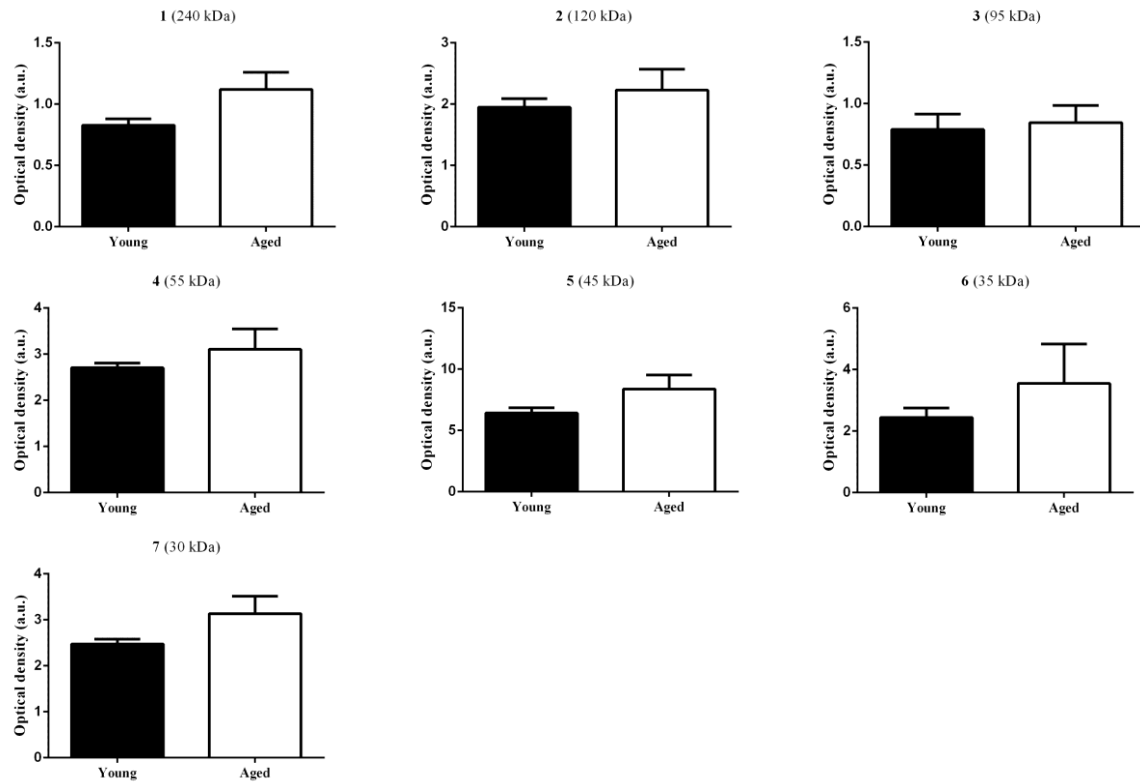 1 (240 kDa)
Optical density (a.u.)
1.5
1.0
0.5
0.0
Young Aged
2 (120 kDa)
Optical density (a.u.)
3
2
1
0
Young Aged
3 (95 kDa)
Optical density (a.u.)
1.5
1.0
0.5
0.0
Young Aged
4 (55 kDa)
Optical density (a.u.)
4
3
2
1
0
Young Aged
5 (45 kDa)
Optical density (a.u.)
15
10
5
0
Young Aged
6 (35 kDa)
Optical density (a.u.)
6
4
2
0
Young Aged
7 (30 kDa)
Optical density (a.u.)
4
3
2
1
0
Young Aged